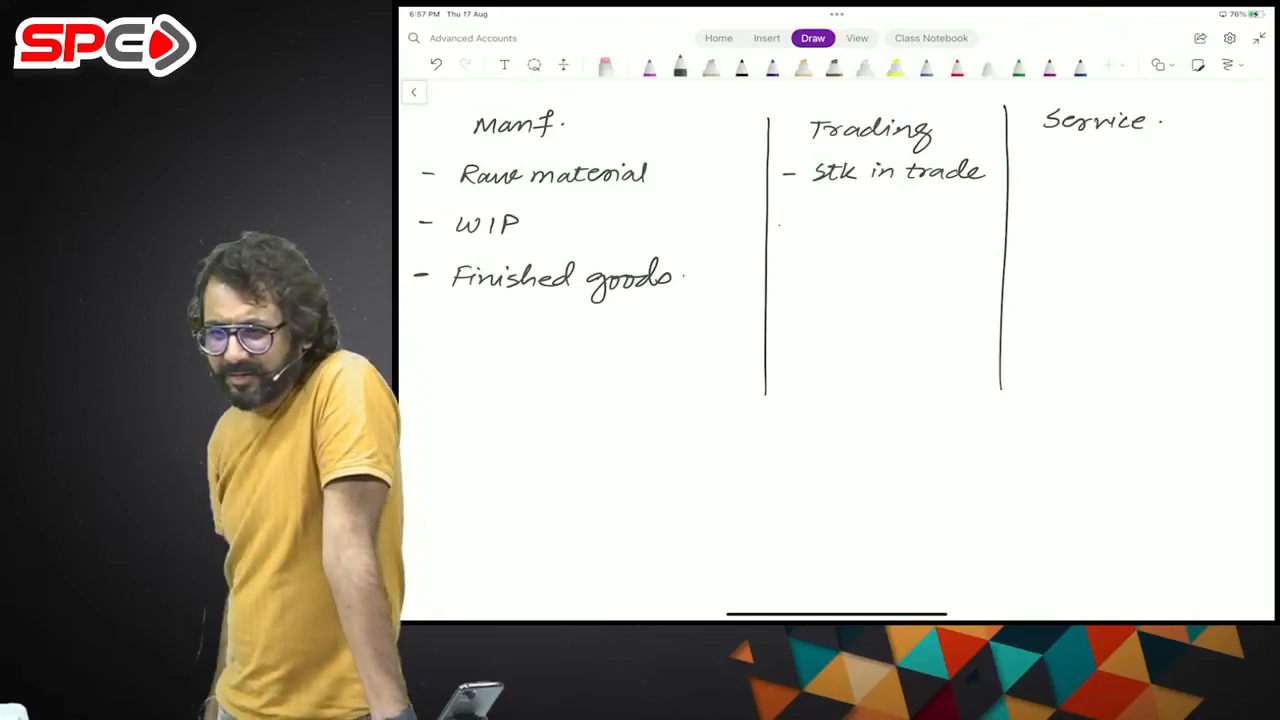 SPE
6:57 PM Thu 17 Aug
76%
Advanced Accounts
Home Insert Draw View Class Notebook
Manf.
- Raw material
- WIP
- Finished goods.
Trading
- Stk in trade
Service.